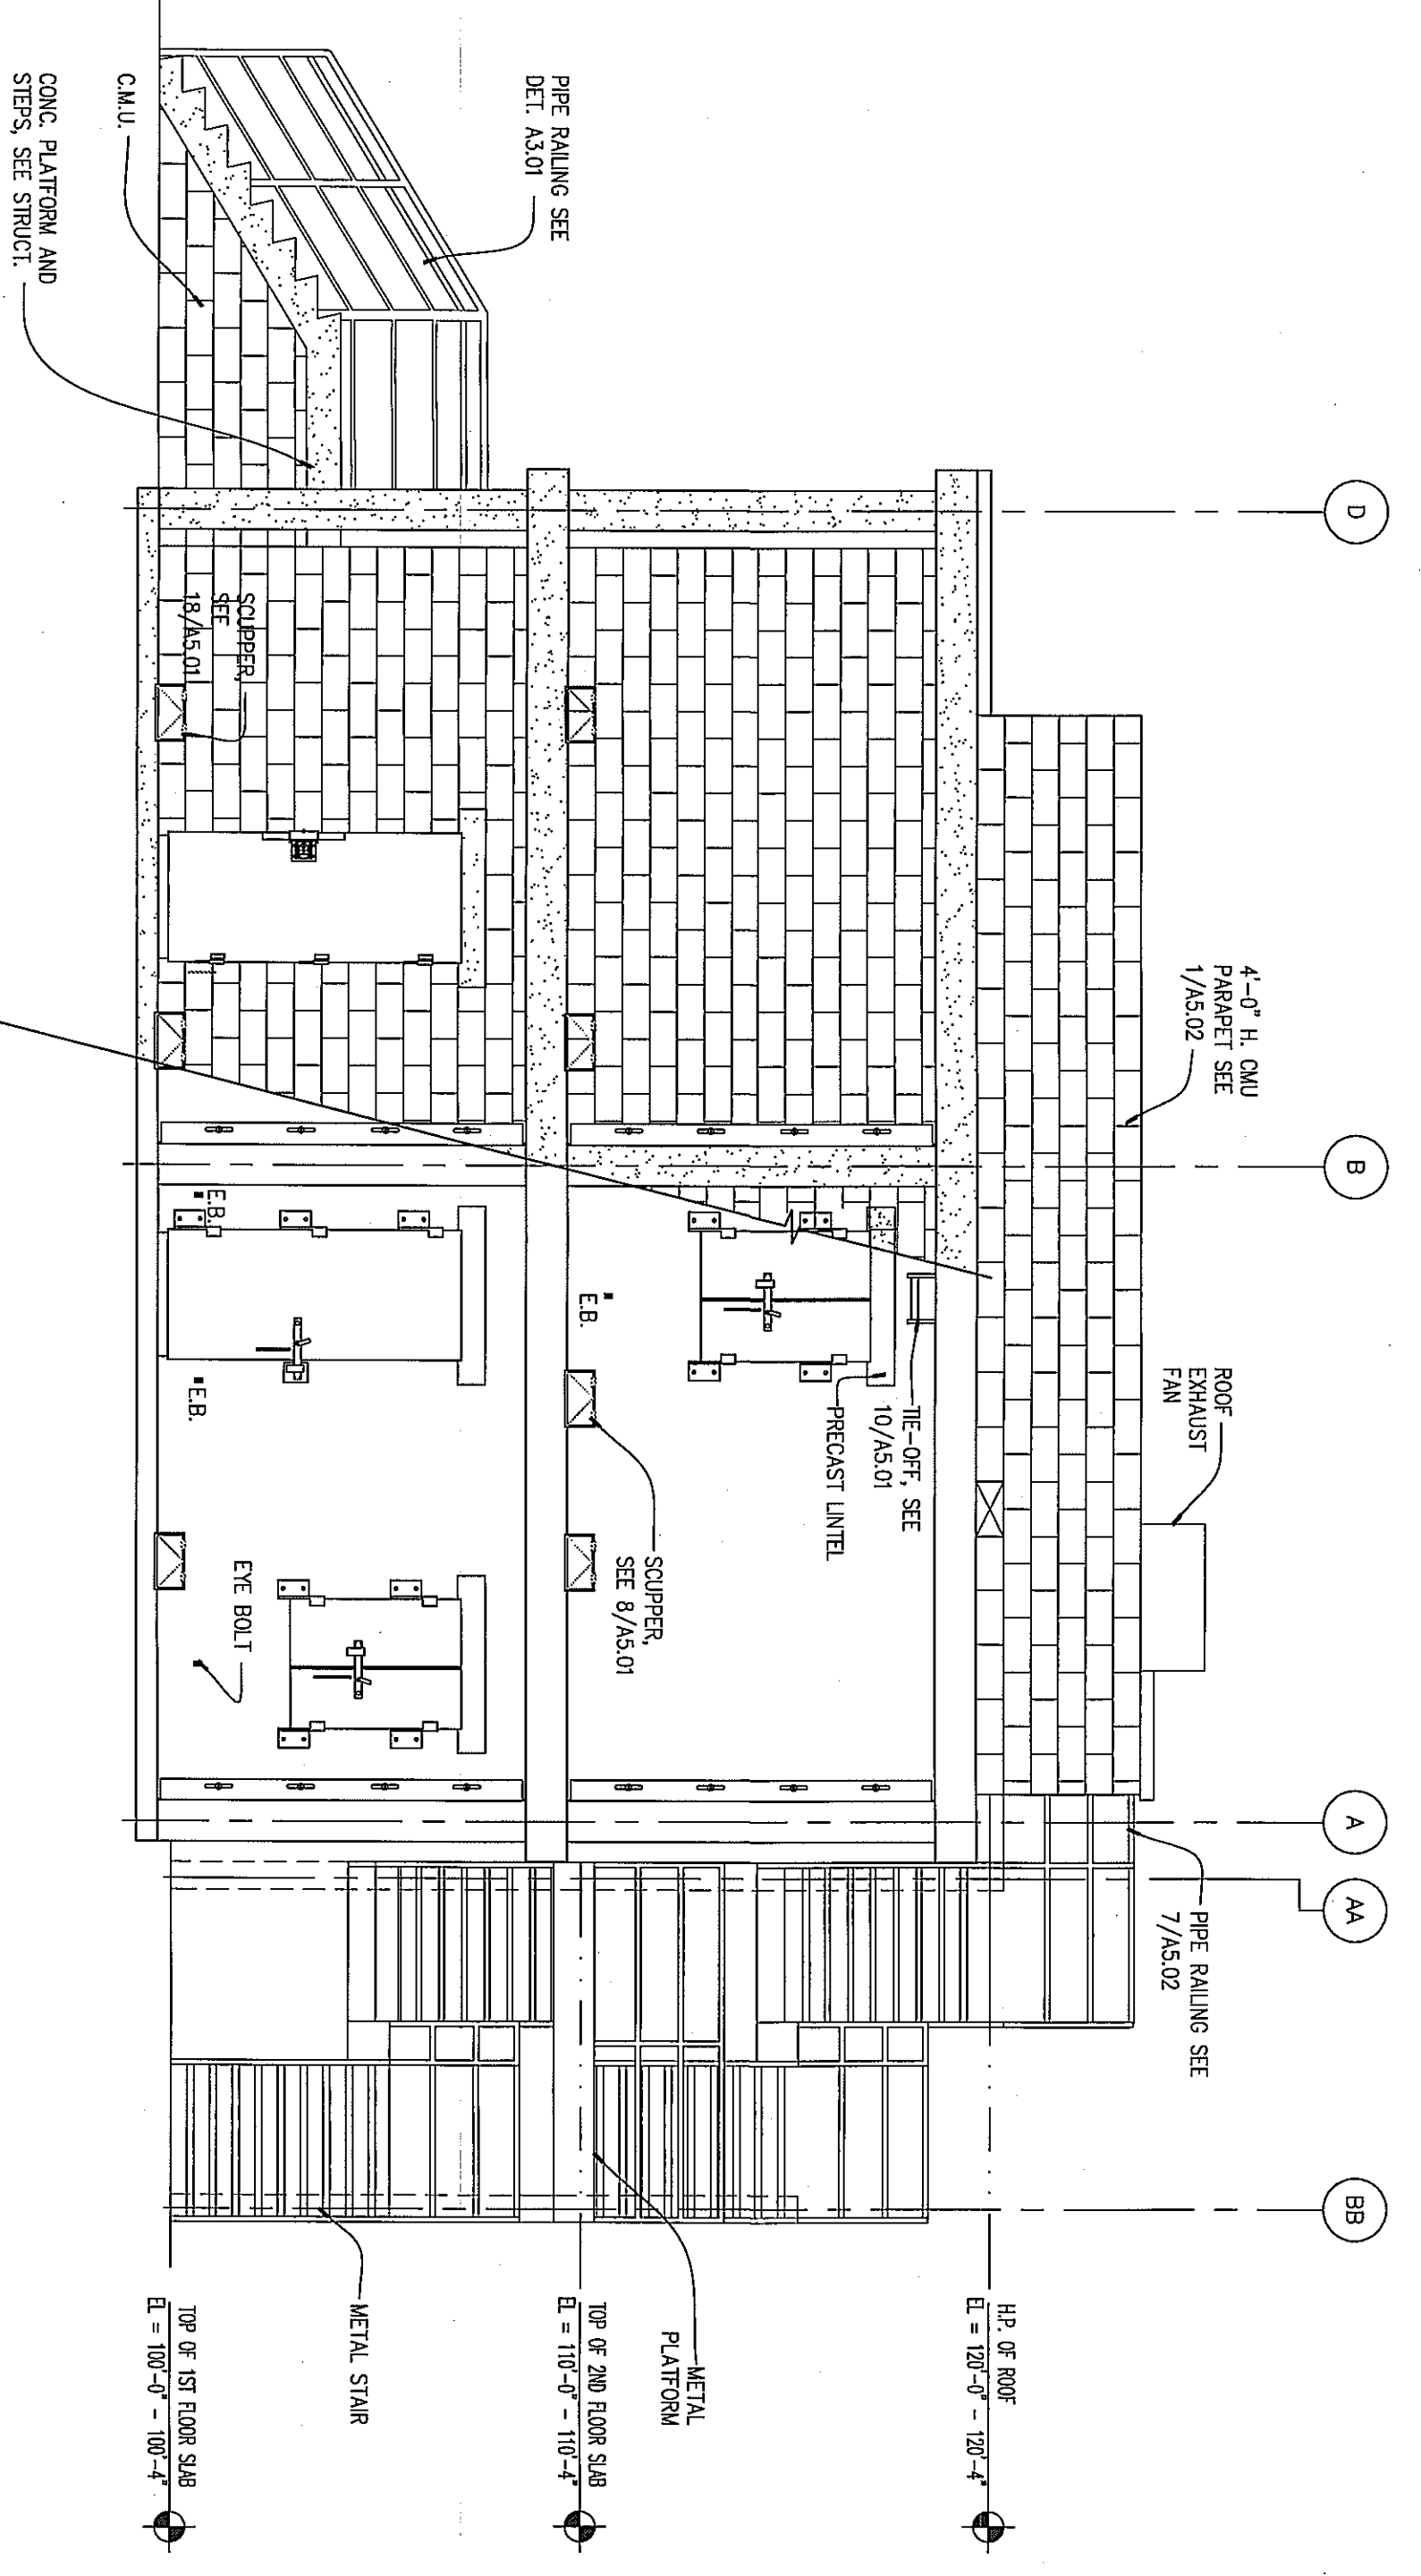 D
B
A
AA
BB
4'-0" H. CMU
PARAPET SEE
1/A5.02
ROOF
EXHAUST
FAN
PIPE RAILING SEE
7/A5.02
H.P. OF ROOF
EL = 120'-0" - 120'-4"
TIE-OFF, SEE
10/A5.01
PRECAST LINTEL
PIPE RAILING SEE
DET. A3.01
E.B.
SCUPPER,
SEE 8/A5.01
METAL
PLATFORM
TOP OF 2ND FLOOR SLAB
EL = 110'-0" - 110'-4"
SCUPPER,
SEE
18/A5.01
E.B.
E.B.
EYE BOLT
METAL STAIR
TOP OF 1ST FLOOR SLAB
EL = 100'-0" - 100'-4"
C.M.U.
CONC. PLATFORM AND
STEPS, SEE STRUCT.